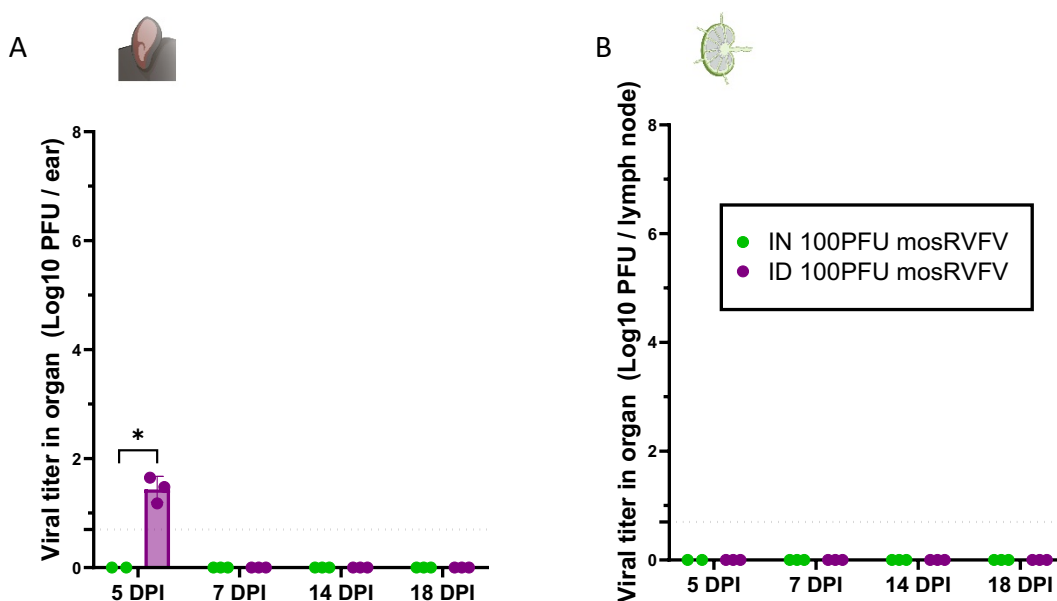 A
B
Viral titer in organ (Log10 PFU / ear)
8
6
4
2
0
*
5 DPI
7 DPI
14 DPI
18 DPI
Viral titer in organ (Log10 PFU / lymph node)
8
6
4
2
0
IN 100PFU mosRVFV
ID 100PFU mosRVFV
5 DPI
7 DPI
14 DPI
18 DPI